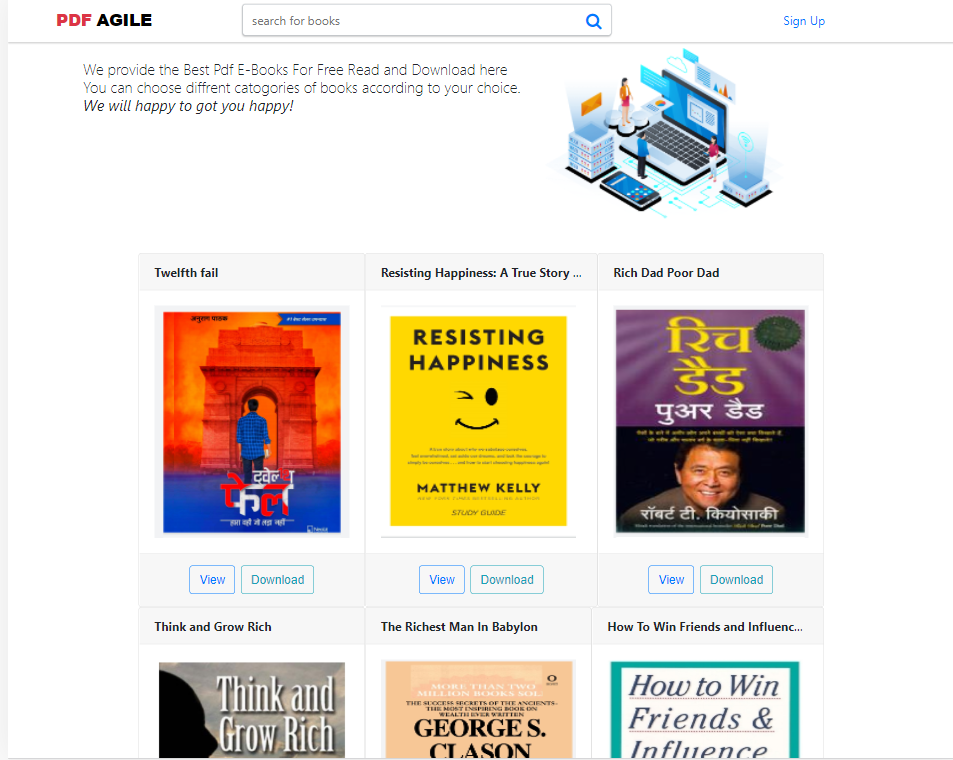 PDF AGILE
search for books
Sign Up
We provide the Best Pdf E-Books For Free Read and Download here
You can choose diffrent catogories of books according to your choice.
We will happy to got you happy!
Twelfth fail
Resisting Happiness: A True Story ...
Rich Dad Poor Dad
अनुराग पाठक
ट्वेल्थ
फेल
हारा वही जो लड़ा नहीं
RESISTING
HAPPINESS
MATTHEW KELLY
NEW YORK TIMES BESTSELLING AUTHOR
STUDY GUIDE
रिच
डैड
पुअर डैड
रॉबर्ट टी. कियोसाकी
View
Download
View
Download
View
Download
Think and Grow Rich
The Richest Man In Babylon
How To Win Friends and Influenc...
Think and
Grow Rich
MORE THAN TWO
MILLION BOOKS SOLD
THE SUCCESS SECRETS OF THE ANCIENTS-
THE MOST INSPIRING BOOK ON
WEALTH EVER WRITTEN
GEORGE S.
CLASON
How to Win
Friends &
Influence